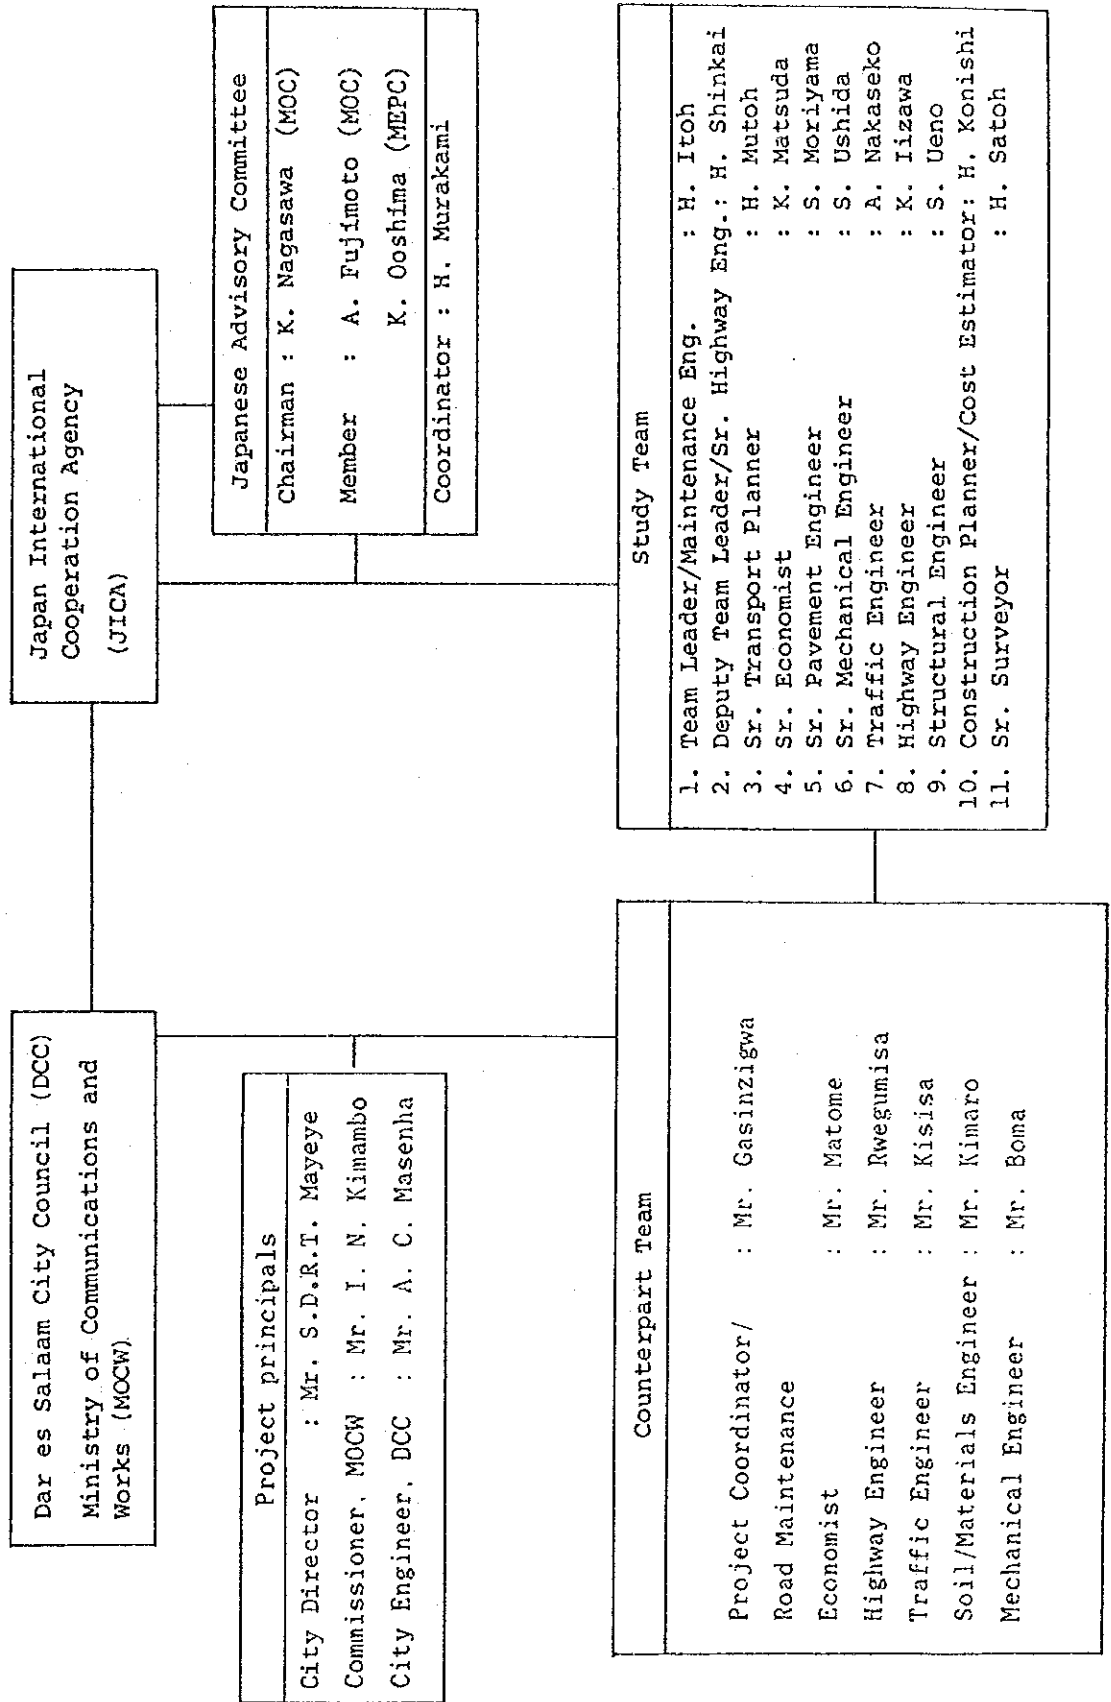 Dar es Salaam City Council (DCC)
Ministry of Communications and
Works (MOCW)
Japan International
Cooperation Agency
(JICA)
Project principals
City Director : Mr. S.D.R.T. Mayeye
Commissioner, MOCW : Mr. I. N. Kimambo
City Engineer, DCC : Mr. A. C. Masenha
Japanese Advisory Committee
Chairman : K. Nagasawa (MOC)
Member : A. Fujimoto (MOC)
K. Ooshima (MEPC)
Coordinator : H. Murakami
Counterpart Team
Project Coordinator/ : Mr. Gasinzigwa
Road Maintenance
Economist : Mr. Matome
Highway Engineer : Mr. Rwegumisa
Traffic Engineer : Mr. Kisisa
Soil/Materials Engineer : Mr. Kimaro
Mechanical Engineer : Mr. Boma
Study Team
1. Team Leader/Maintenance Eng. : H. Itoh
2. Deputy Team Leader/Sr. Highway Eng.: H. Shinkai
3. Sr. Transport Planner : H. Mutoh
4. Sr. Economist : K. Matsuda
5. Sr. Pavement Engineer : S. Moriyama
6. Sr. Mechanical Engineer : S. Ushida
7. Traffic Engineer : A. Nakaseko
8. Highway Engineer : K. Iizawa
9. Structural Engineer : S. Ueno
10. Construction Planner/Cost Estimator: H. Konishi
11. Sr. Surveyor : H. Satoh